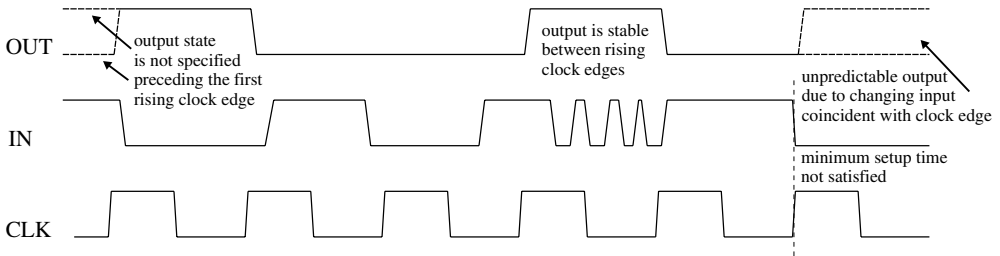 OUT
output state
is not specified
preceding the first
rising clock edge
output is stable
between rising
clock edges
unpredictable output
due to changing input
coincident with clock edge
IN
minimum setup time
not satisfied
CLK